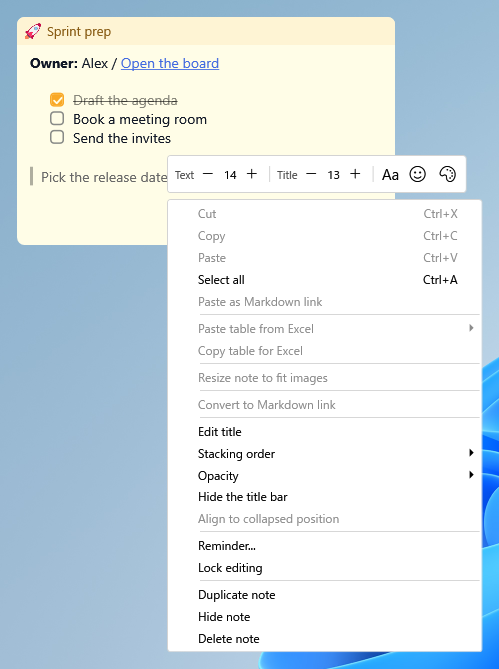 Sprint prep
Owner: Alex / Open the board
Draft the agenda
Book a meeting room
Send the invites
Pick the release date
Text − 14 + Title − 13 + Aa
Cut Ctrl+X
Copy Ctrl+C
Paste Ctrl+V
Select all Ctrl+A
Paste as Markdown link
Paste table from Excel
Copy table for Excel
Resize note to fit images
Convert to Markdown link
Edit title
Stacking order
Opacity
Hide the title bar
Align to collapsed position
Reminder...
Lock editing
Duplicate note
Hide note
Delete note